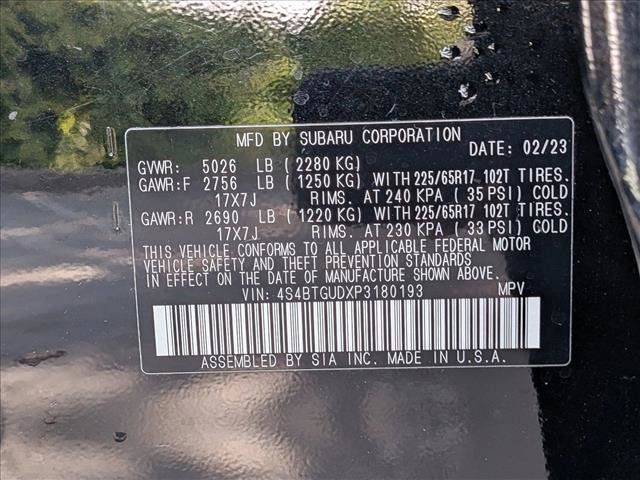 MFD BY SUBARU CORPORATION DATE: 02/23
GVWR: 5026 LB (2280 KG)
GAWR:F 2756 LB (1250 KG) WITH 225/65R17 102T TIRES.
17X7J RIMS. AT 240 KPA (35 PSI) COLD
GAWR:R 2690 LB (1220 KG) WITH 225/65R17 102T TIRES.
17X7J RIMS. AT 230 KPA (33 PSI) COLD
THIS VEHICLE CONFORMS TO ALL APPLICABLE FEDERAL MOTOR
VEHICLE SAFETY AND THEFT PREVENTION STANDARDS
IN EFFECT ON THE DATE OF MANUFACTURE SHOWN ABOVE.
VIN: 4S4BTGUDXP3180193 MPV
ASSEMBLED BY SIA INC. MADE IN U.S.A.